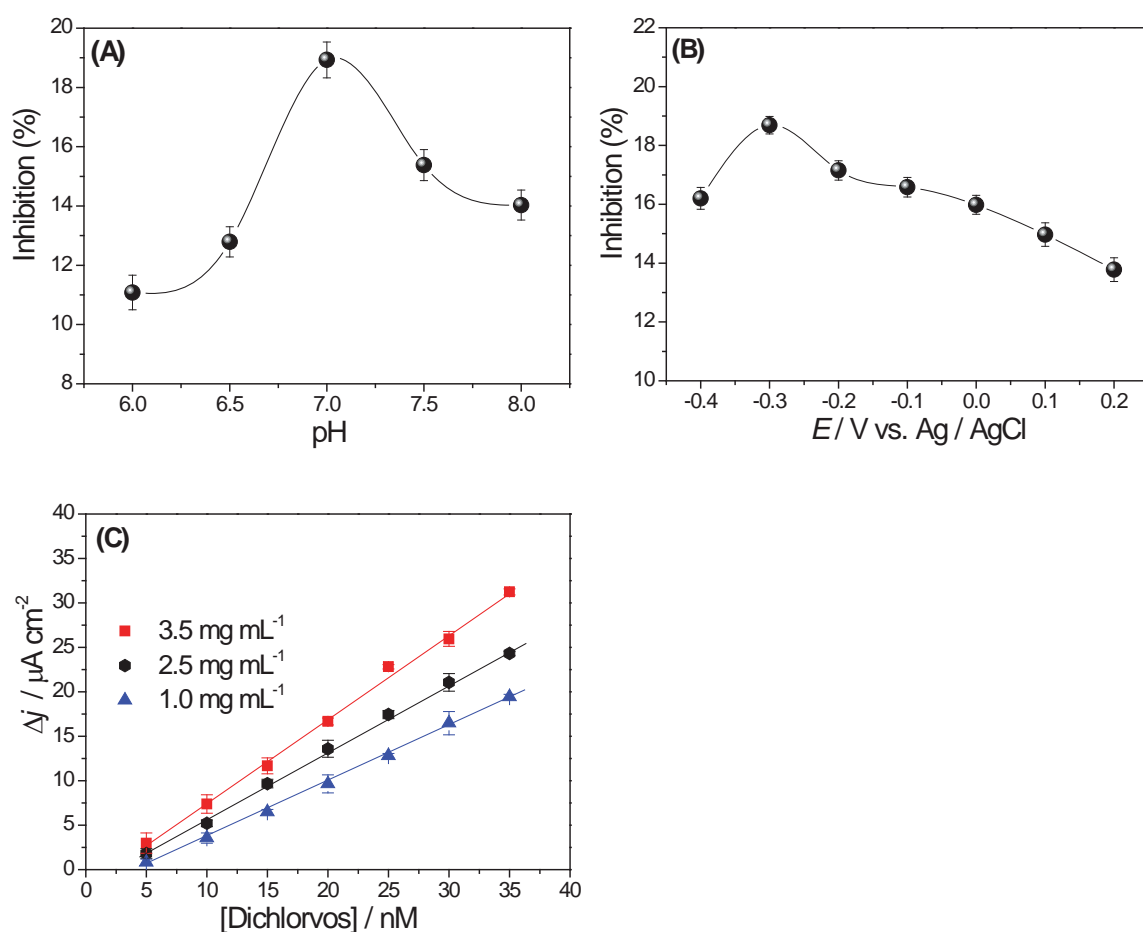 (A)
Inhibition (%)
20
18
16
14
12
10
8
6.0 6.5 7.0 7.5 8.0
pH
(B)
Inhibition (%)
22
20
18
16
14
12
10
-0.4 -0.3 -0.2 -0.1 0.0 0.1 0.2
E / V vs. Ag / AgCl
(C)
Δj / µA cm⁻²
40
35
30
25
20
15
10
5
0
3.5 mg mL⁻¹
2.5 mg mL⁻¹
1.0 mg mL⁻¹
0 5 10 15 20 25 30 35 40
[Dichlorvos] / nM